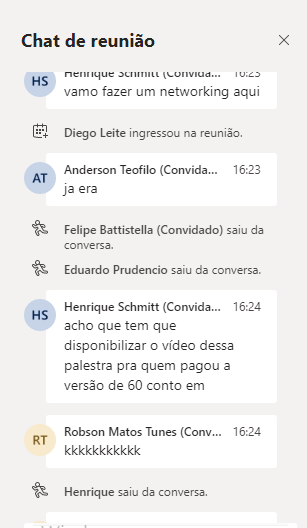 Chat de reunião
HS
Henrique Schmitt (Convida... 16:23
vamo fazer um networking aqui
Diego Leite ingressou na reunião.
AT
Anderson Teofilo (Convida... 16:23
ja era
Felipe Battistella (Convidado) saiu da
conversa.
Eduardo Prudencio saiu da conversa.
HS
Henrique Schmitt (Convida... 16:24
acho que tem que
disponibilizar o vídeo dessa
palestra pra quem pagou a
versão de 60 conto em
RT
Robson Matos Tunes (Conv... 16:24
kkkkkkkkkkk
Henrique saiu da conversa.